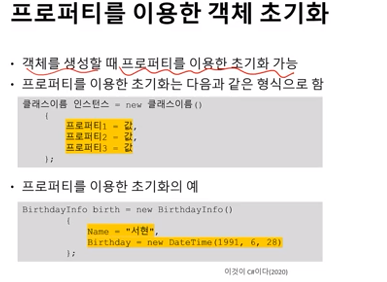 프로퍼티를 이용한 객체 초기화
• 객체를 생성할 때 프로퍼티를 이용한 초기화 가능
• 프로퍼티를 이용한 초기화는 다음과 같은 형식으로 함
클래스이름 인스턴스 = new 클래스이름()
{
프로퍼티1 = 값,
프로퍼티2 = 값,
프로퍼티3 = 값
};
• 프로퍼티를 이용한 초기화의 예
BirthdayInfo birth = new BirthdayInfo()
{
Name = "서현",
Birthday = new DateTime(1991, 6, 28)
};
이것이 C#이다(2020)